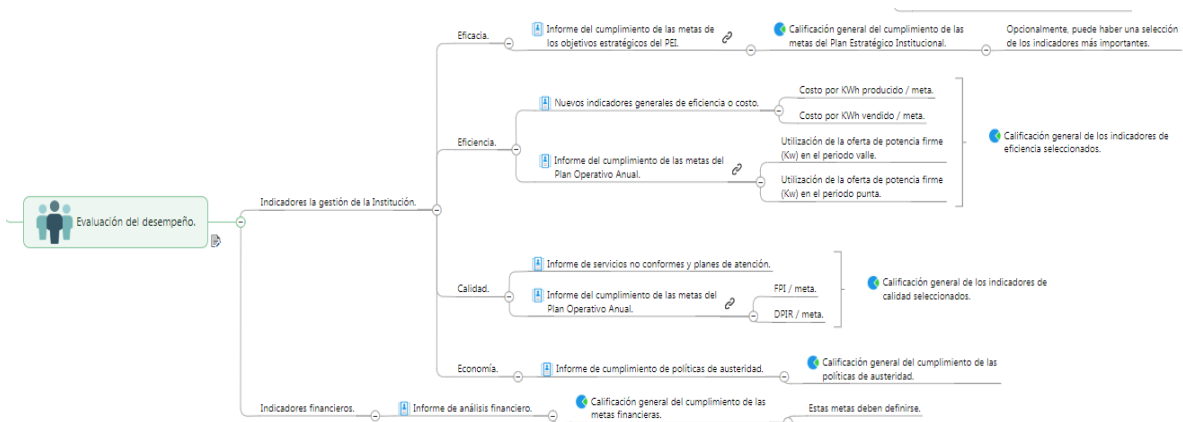 Eficacia.
Informe del cumplimiento de las metas de
los objetivos estratégicos del PEI.
Calificación general del cumplimiento de las
metas del Plan Estratégico Institucional.
Opcionalmente, puede haber una selección
de los indicadores más importantes.
Eficiencia.
Nuevos indicadores generales de eficiencia o costo.
Costo por KWh producido / meta.
Costo por KWh vendido / meta.
Informe del cumplimiento de las metas del
Plan Operativo Anual.
Utilización de la oferta de potencia firme
(Kw) en el periodo valle.
Utilización de la oferta de potencia firme
(Kw) en el periodo punta.
Calificación general de los indicadores de
eficiencia seleccionados.
Evaluación del desempeño.
Indicadores la gestión de la Institución.
Calidad.
Informe de servicios no conformes y planes de atención.
Informe del cumplimiento de las metas del
Plan Operativo Anual.
FPI / meta.
DPIR / meta.
Calificación general de los indicadores de
calidad seleccionados.
Economía.
Informe de cumplimiento de políticas de austeridad.
Calificación general del cumplimiento de las
políticas de austeridad.
Indicadores financieros.
Informe de análisis financiero.
Calificación general del cumplimiento de las
metas financieras.
Estas metas deben definirse.